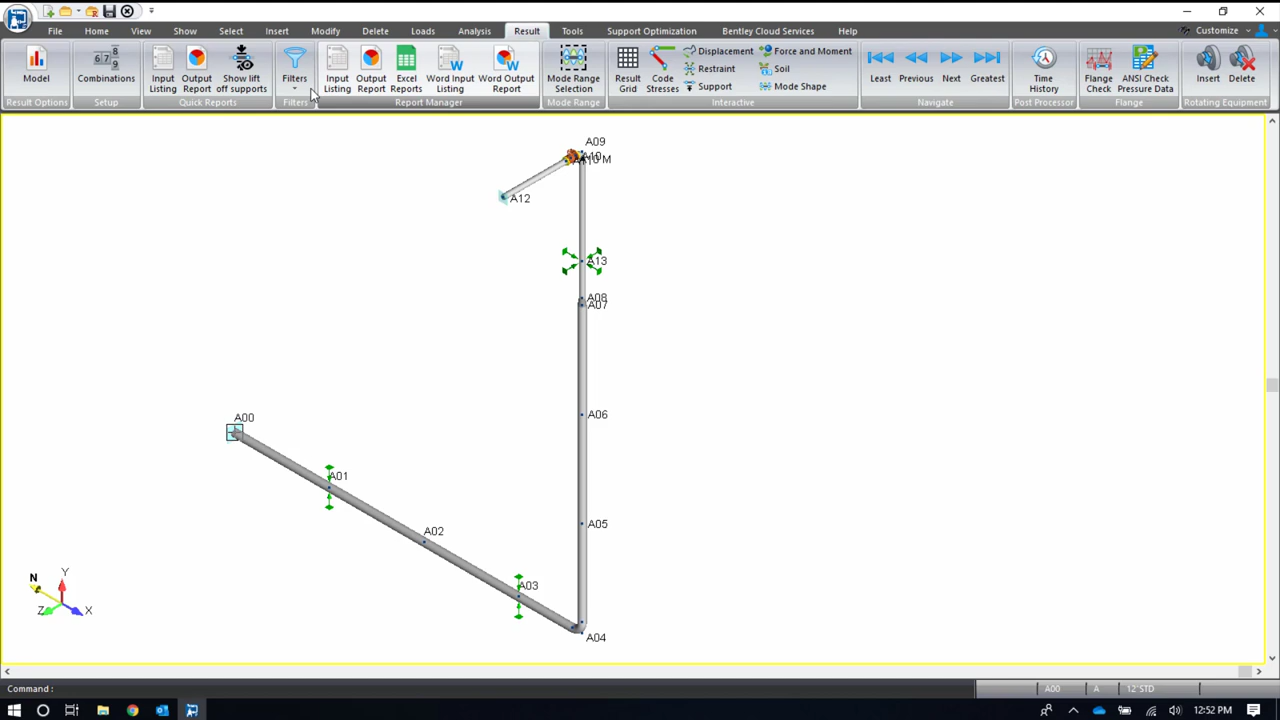 Customize
File Home View Show Select Insert Modify Delete Loads Analysis Result Tools Support Optimization Bentley Cloud Services Help
Model
Combinations
Input Listing
Output Report
Show lift off supports
Filters
Input Listing
Output Report
Excel Reports
Word Input Listing
Word Output Report
Mode Range Selection
Result Grid
Code Stresses
Displacement
Restraint
Support
Force and Moment
Soil
Mode Shape
Least
Previous
Next
Greatest
Time History
Flange Check
ANSI Check Pressure Data
Insert
Delete
Result Options Setup Quick Reports Filters Report Manager Mode Range Interactive Navigate Post Processor Flange Rotating Equipment
A09
A10 M
A12
A13
A08
A07
A00
A06
A01
A05
A02
A03
A04
N
Y
Z
X
Command :
A00 A 12"STD
12:52 PM